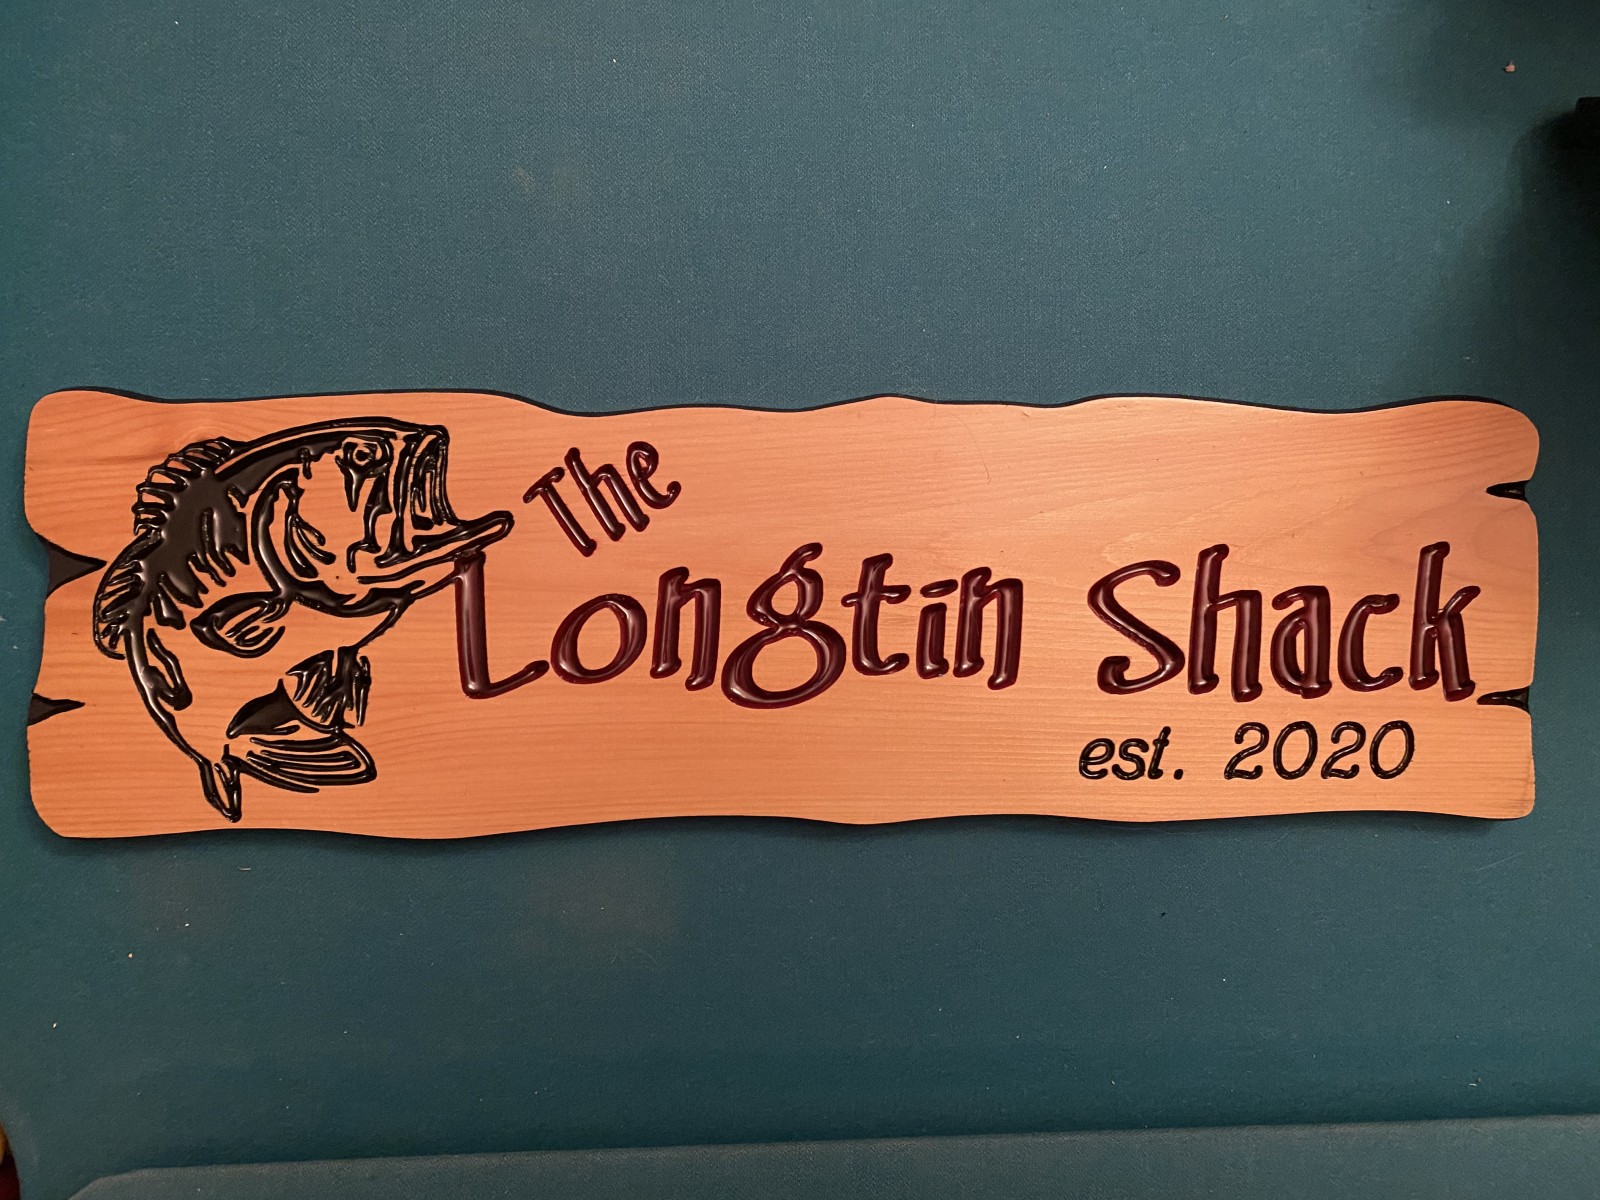 The
Longtin Shack
est. 2020